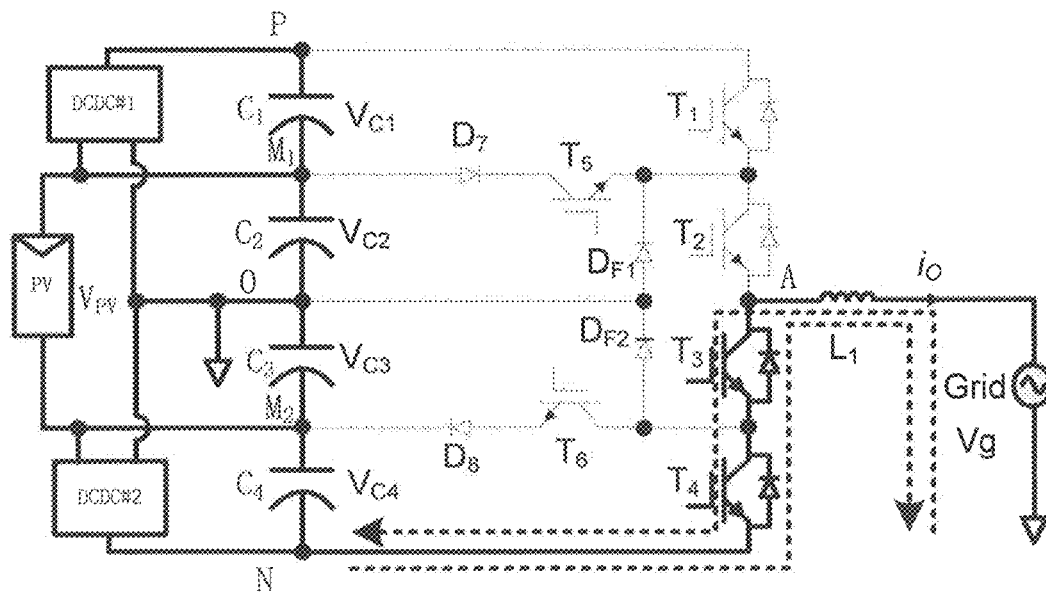 P
DCDC#1
C1
VC1
T1
M1
D7
T5
C2
VC2
T2
PV
VPV
O
DF1
A
iO
DF2
C3
VC3
T3
L1
Grid
Vg
M2
D8
T6
DCDC#2
C4
VC4
T4
N